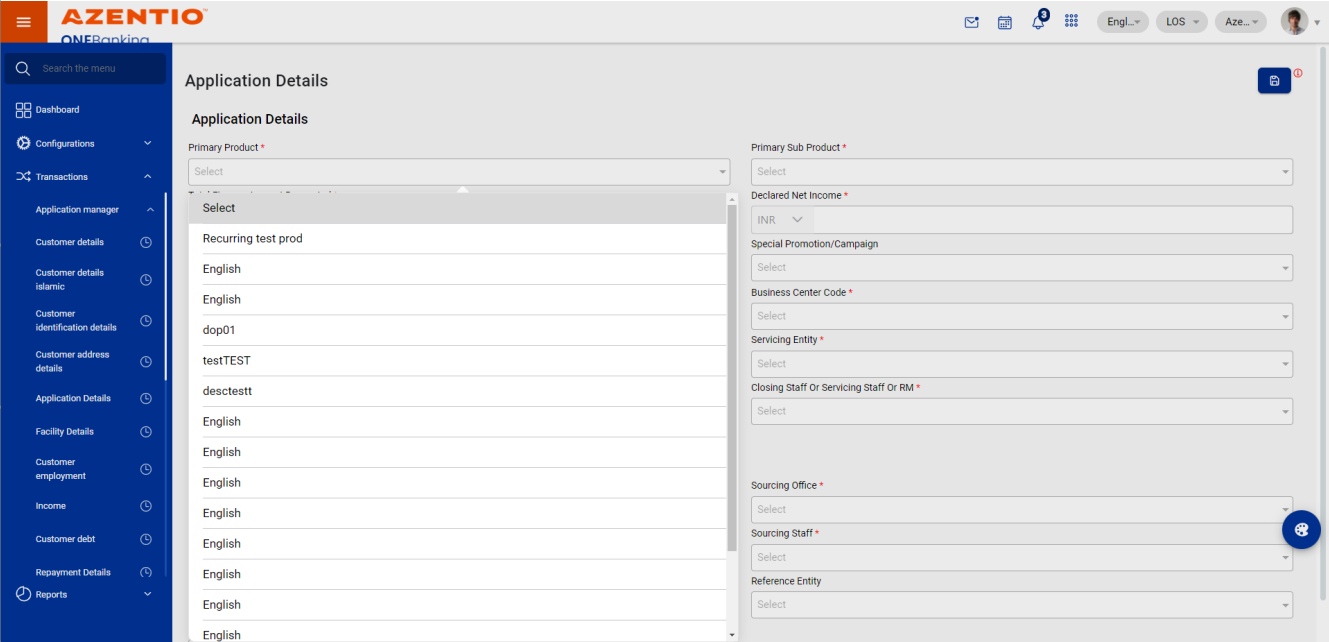 AZENTIO
ONEBanking
3
Engl...
LOS
Aze...
Search the menu
Dashboard
Configurations
Transactions
Application manager
Customer details
Customer details
islamic
Customer
identification details
Customer address
details
Application Details
Facility Details
Customer
employment
Income
Customer debt
Repayment Details
Reports
Application Details
Application Details
Primary Product *
Select
Select
Recurring test prod
English
English
dop01
testTEST
desctestt
English
English
English
English
English
English
English
English
Primary Sub Product *
Select
Declared Net Income *
INR
Special Promotion/Campaign
Select
Business Center Code *
Select
Servicing Entity *
Select
Closing Staff Or Servicing Staff Or RM *
Select
Sourcing Office *
Select
Sourcing Staff *
Select
Reference Entity
Select